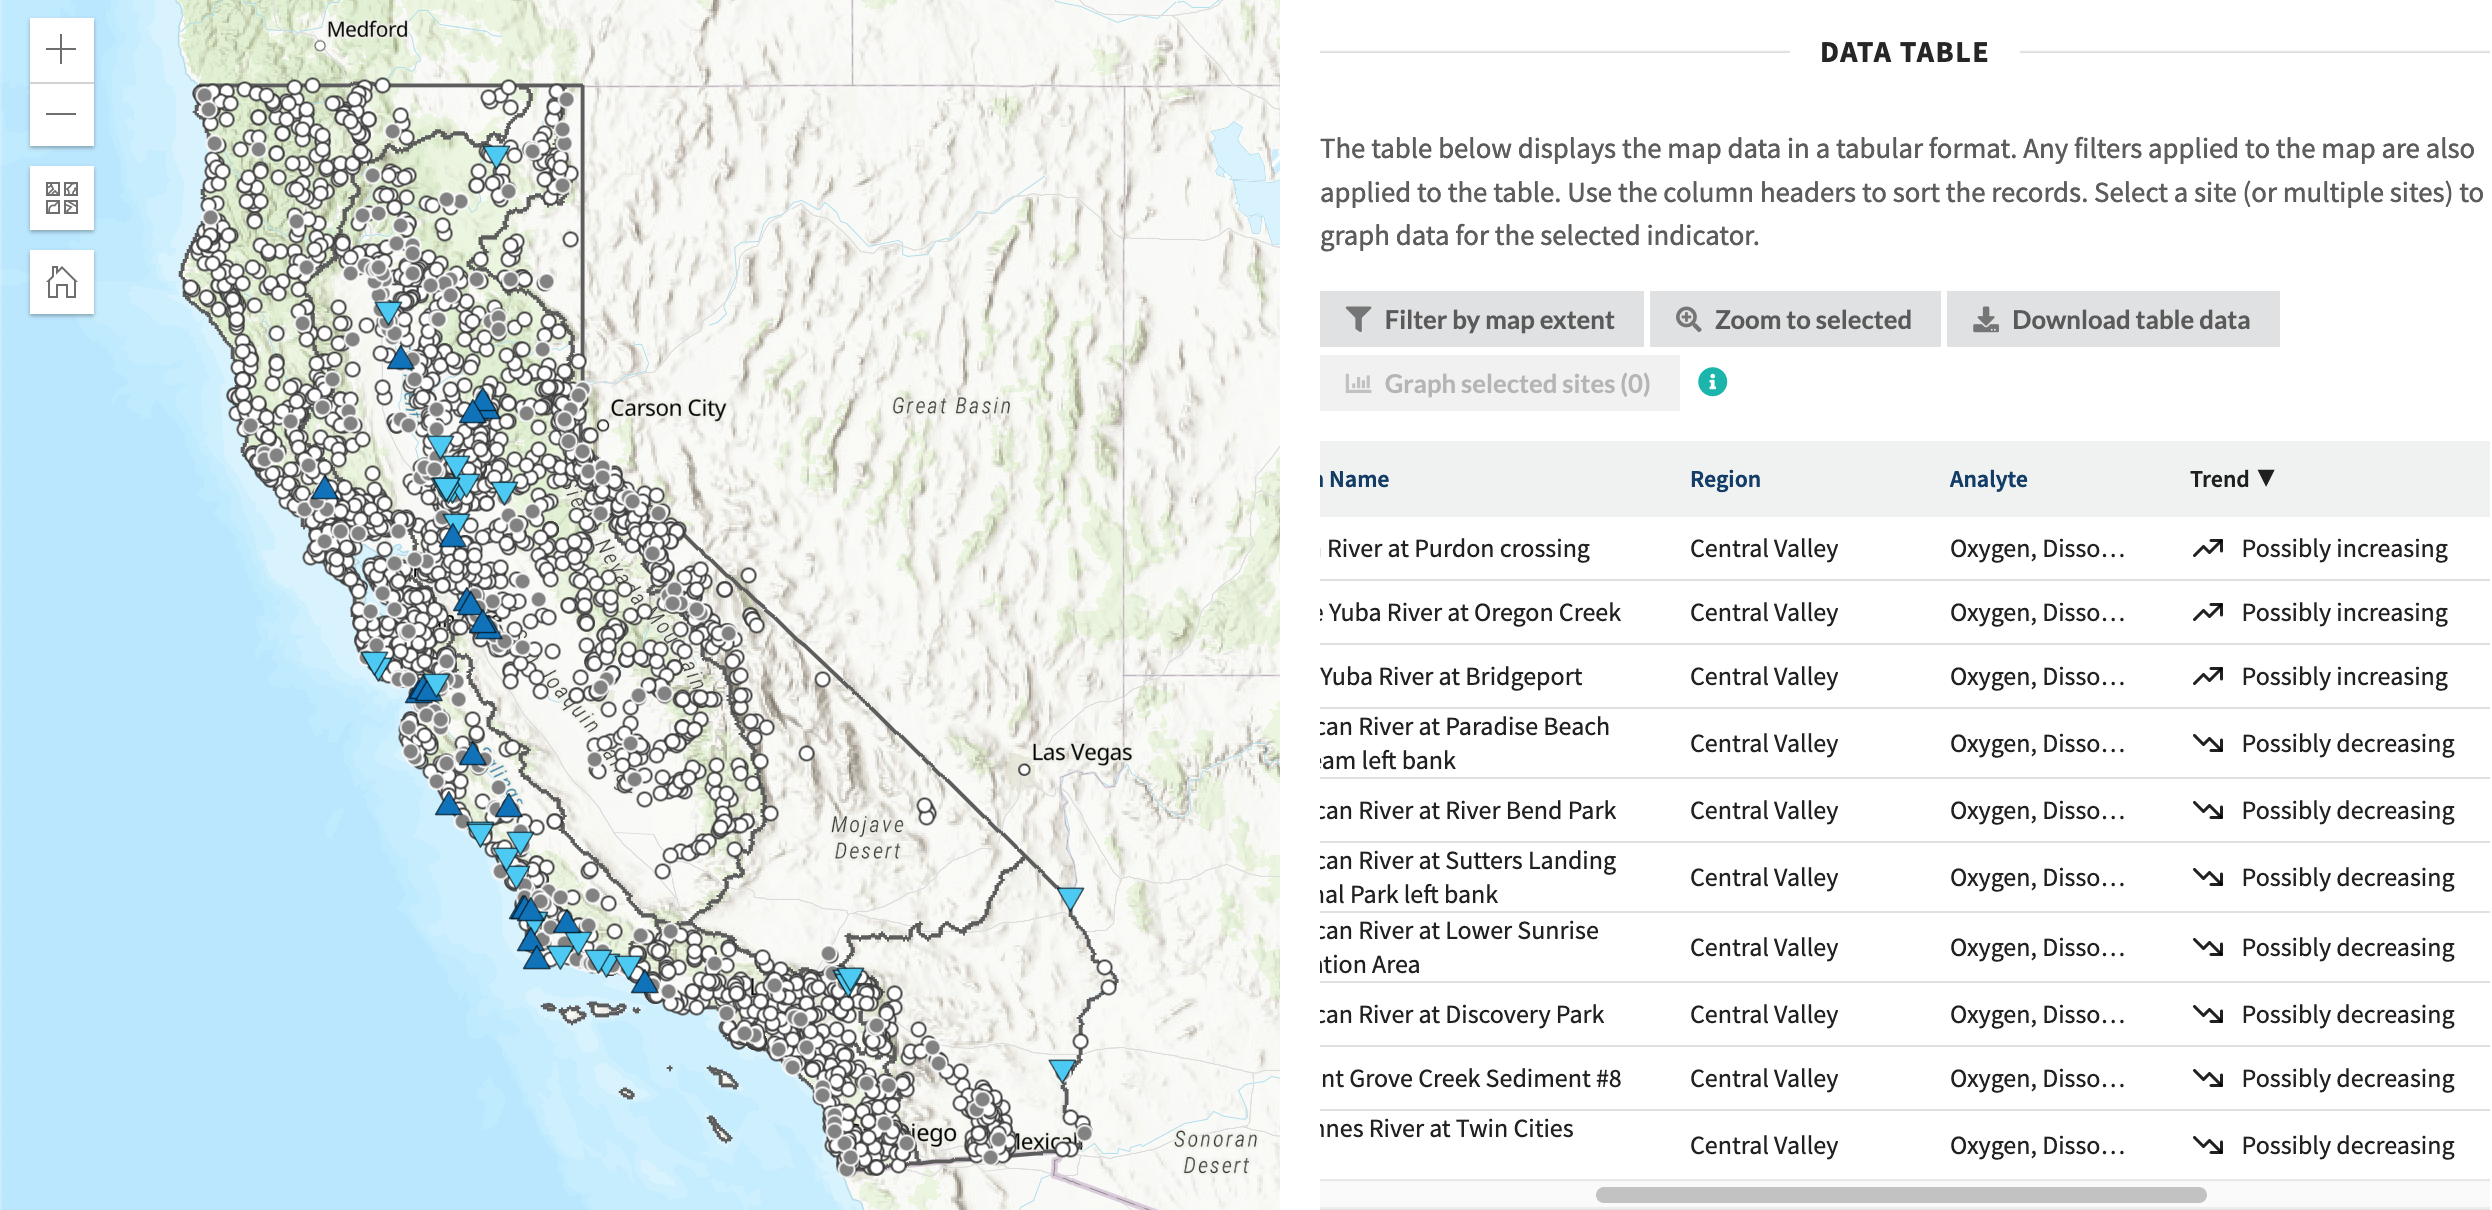 Medford
Carson City
Great Basin
Nevada Mountains
Joaquin
Las Vegas
Mojave
Desert
Sonoran
Desert
DATA TABLE
The table below displays the map data in a tabular format. Any filters applied to the map are also
applied to the table. Use the column headers to sort the records. Select a site (or multiple sites) to
graph data for the selected indicator.
Filter by map extent
Zoom to selected
Download table data
Graph selected sites (0)
Name Region Analyte Trend ▼
River at Purdon crossing Central Valley Oxygen, Disso… Possibly increasing
Yuba River at Oregon Creek Central Valley Oxygen, Disso… Possibly increasing
Yuba River at Bridgeport Central Valley Oxygen, Disso… Possibly increasing
can River at Paradise Beach
eam left bank Central Valley Oxygen, Disso… Possibly decreasing
can River at River Bend Park Central Valley Oxygen, Disso… Possibly decreasing
can River at Sutters Landing
nal Park left bank Central Valley Oxygen, Disso… Possibly decreasing
can River at Lower Sunrise
ation Area Central Valley Oxygen, Disso… Possibly decreasing
can River at Discovery Park Central Valley Oxygen, Disso… Possibly decreasing
nt Grove Creek Sediment #8 Central Valley Oxygen, Disso… Possibly decreasing
nnes River at Twin Cities
Central Valley Oxygen, Disso… Possibly decreasing